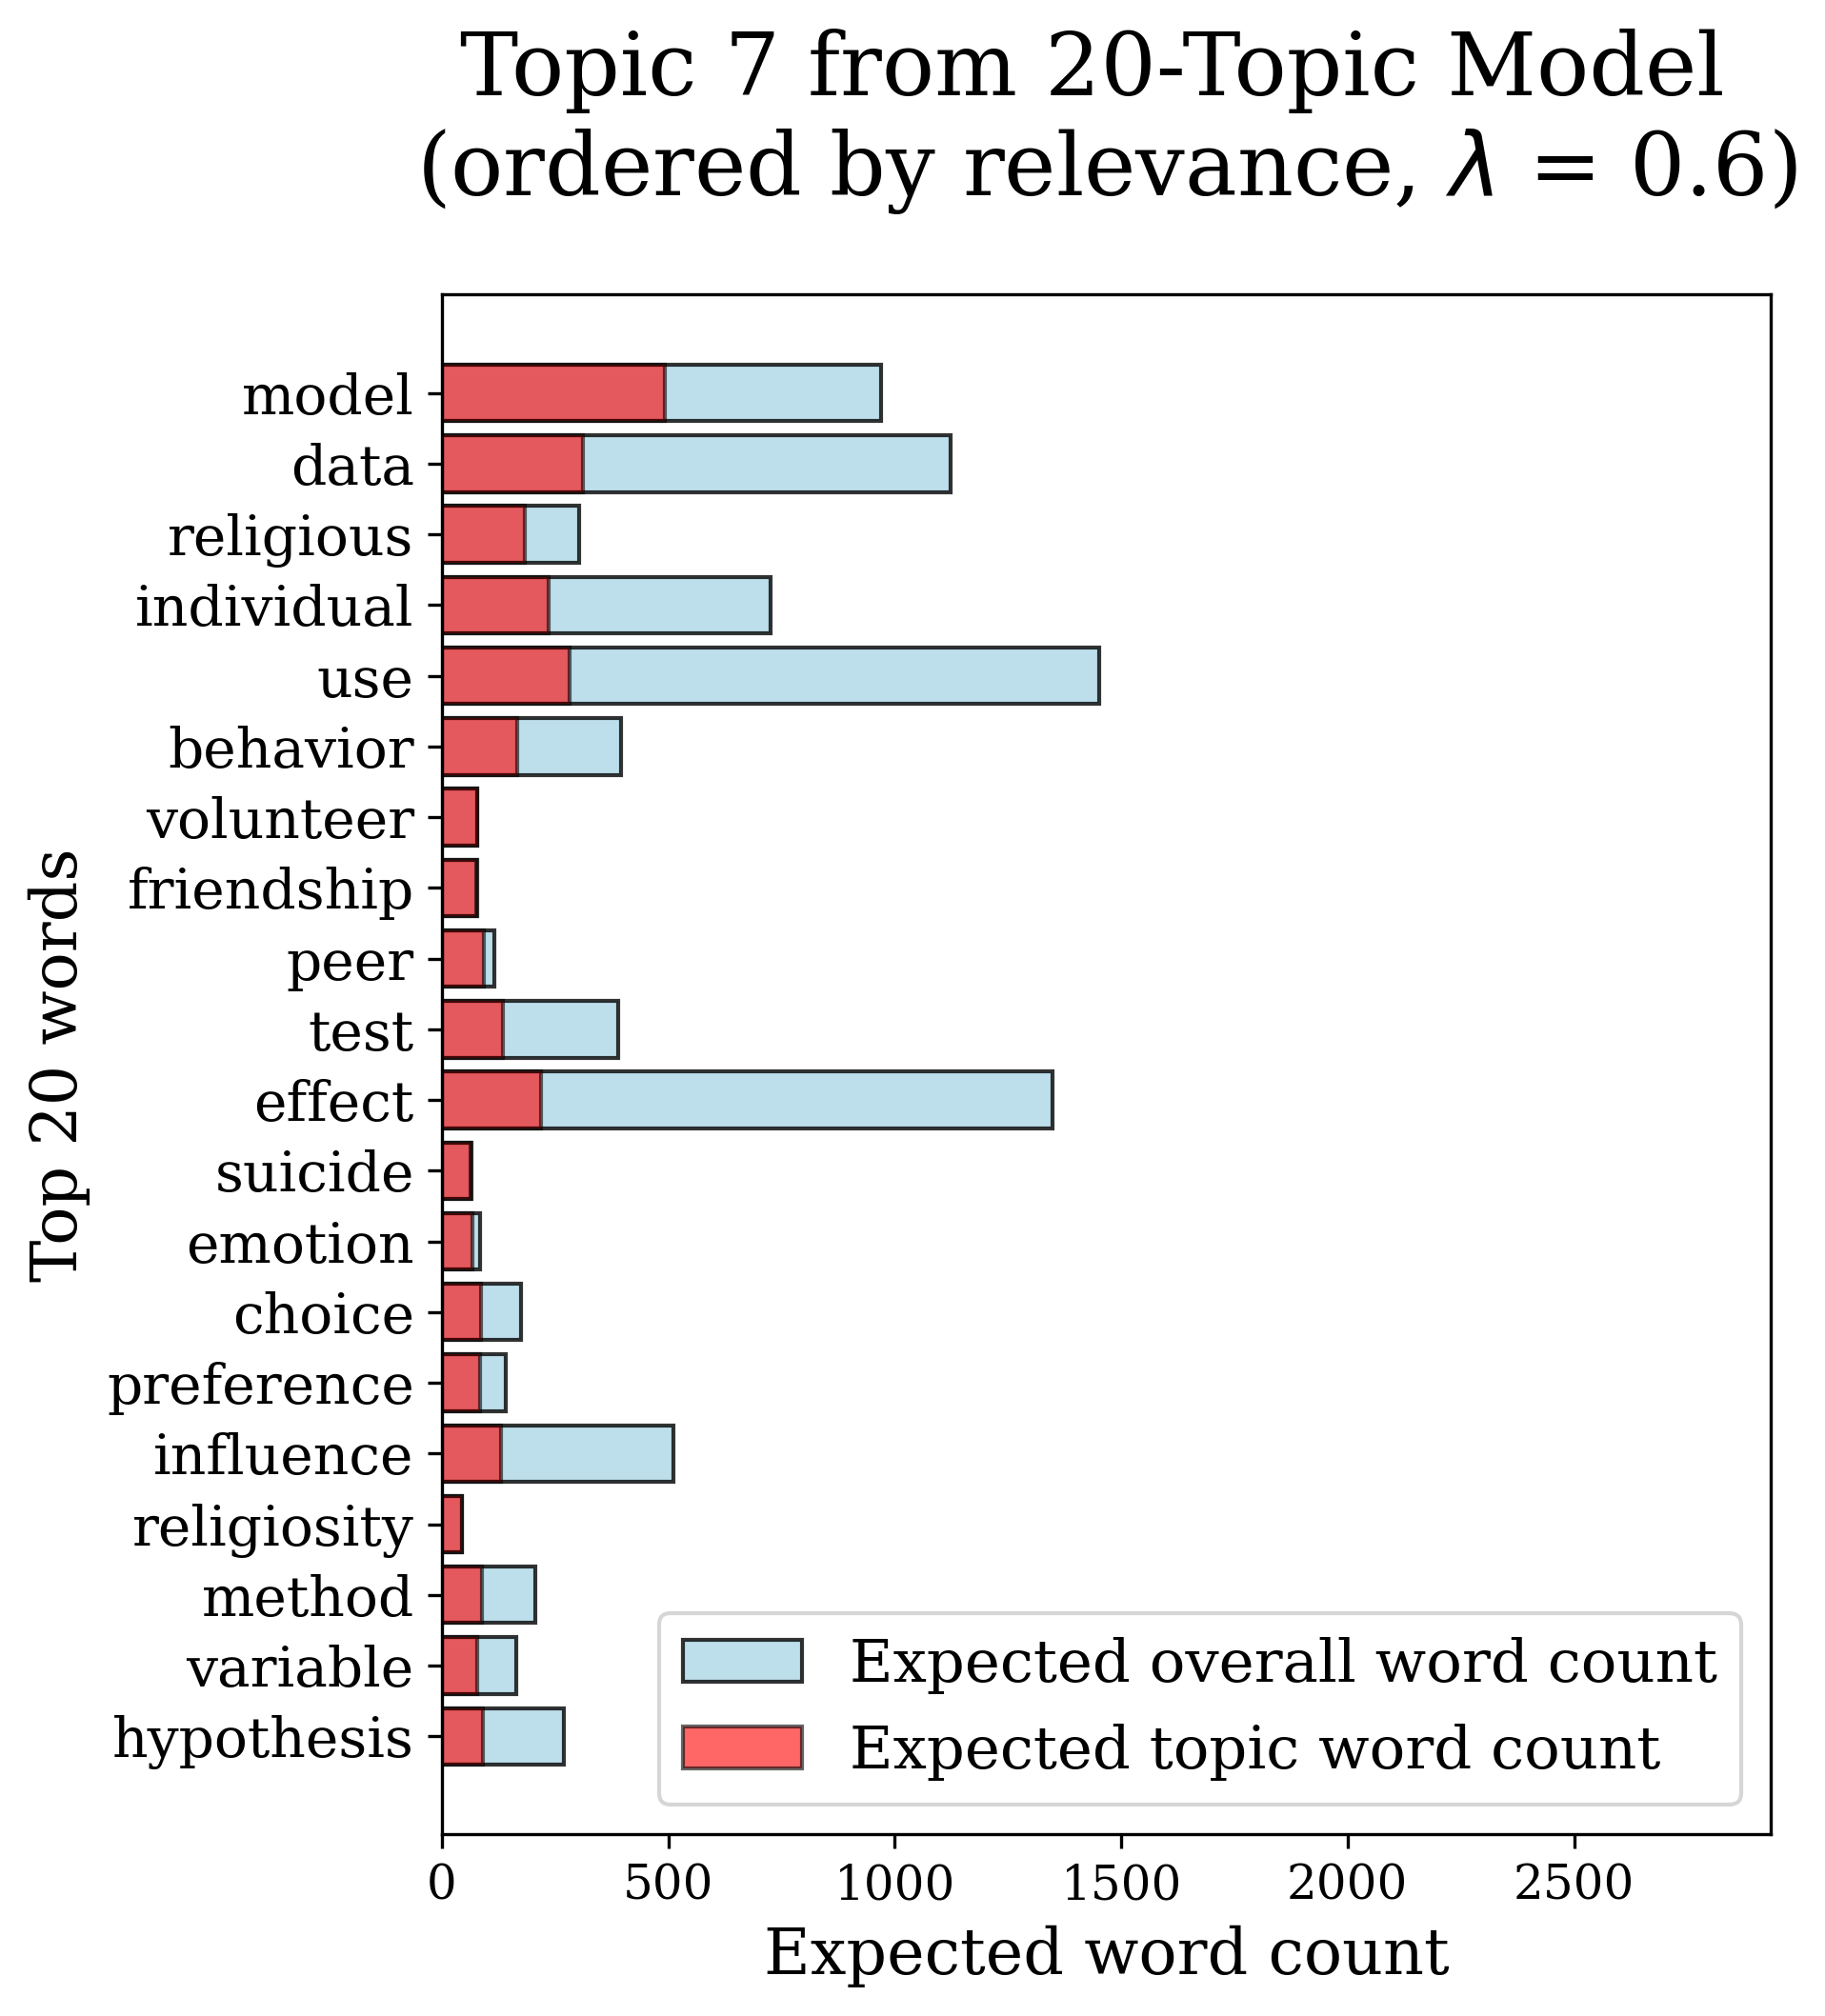 Topic 7 from 20-Topic Model
(ordered by relevance, λ = 0.6)
model
data
religious
individual
use
behavior
volunteer
friendship
peer
test
effect
suicide
emotion
choice
preference
influence
religiosity
method
variable
hypothesis
Top 20 words
Expected overall word count
Expected topic word count
0 500 1000 1500 2000 2500
Expected word count